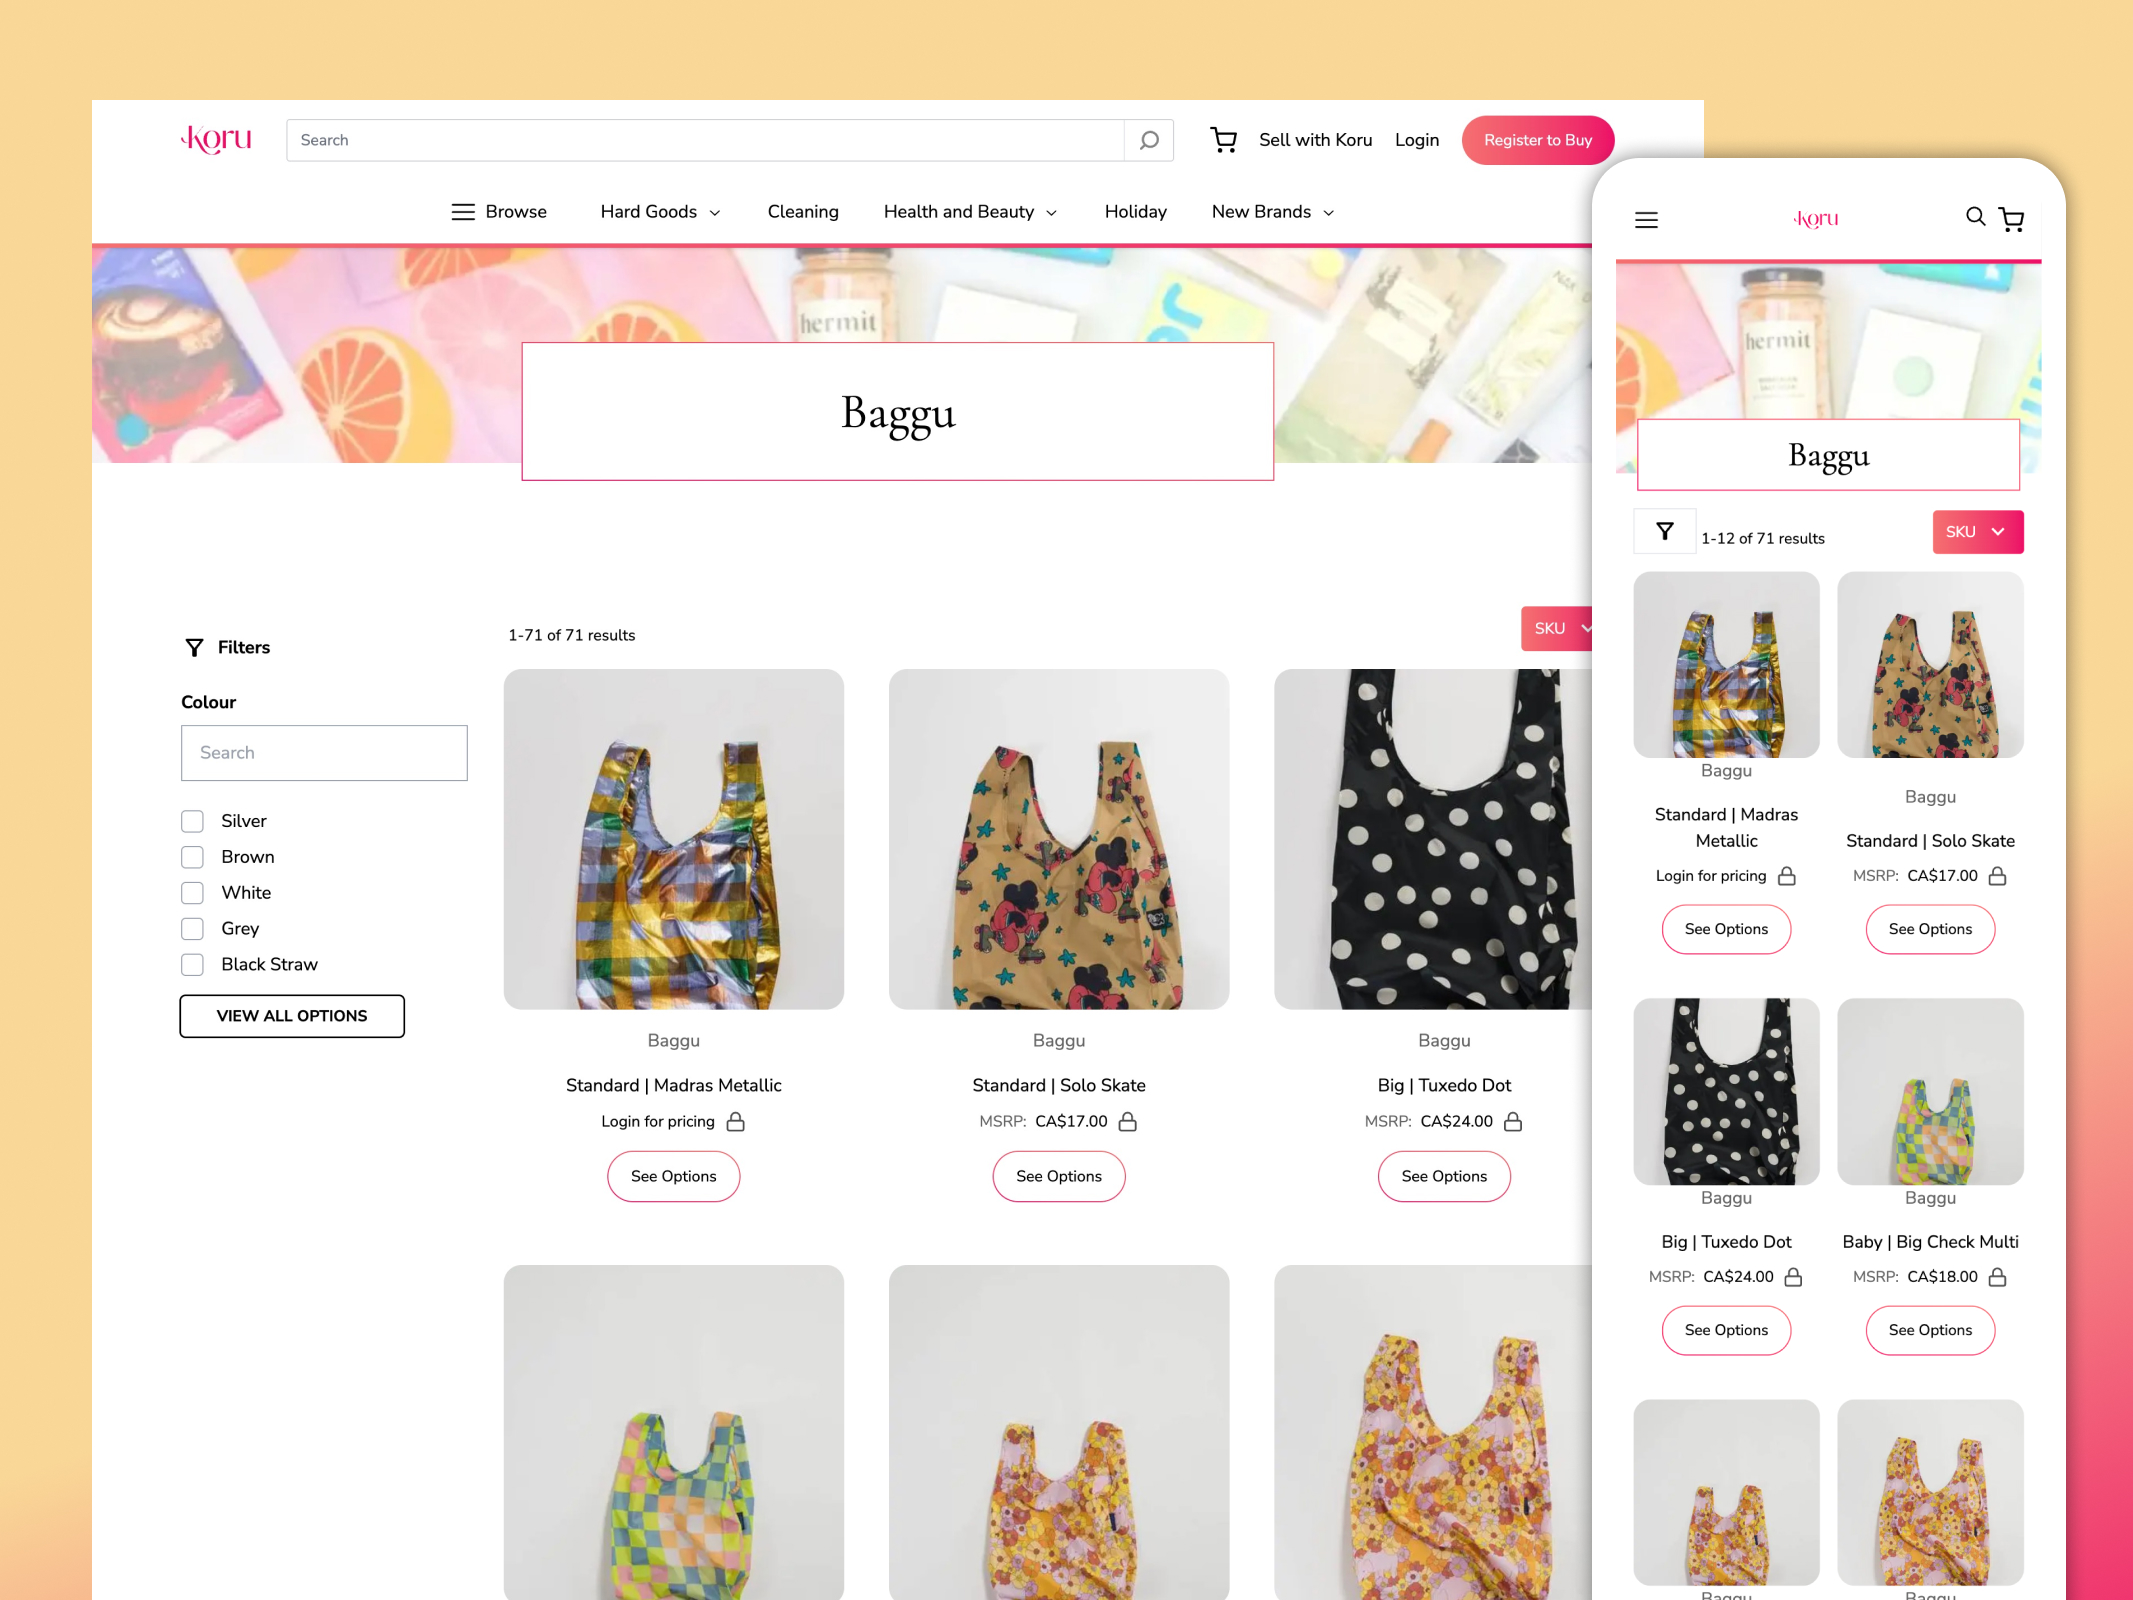 Koru
Search
Sell with Koru
Login
Register to Buy
Browse
Hard Goods
Cleaning
Health and Beauty
Holiday
New Brands
hermit
Baggu
Filters
Colour
Search
Silver
Brown
White
Grey
Black Straw
VIEW ALL OPTIONS
1-71 of 71 results
SKU
Baggu
Standard | Madras Metallic
Login for pricing
See Options
Baggu
Standard | Solo Skate
MSRP: CA$17.00
See Options
Baggu
Big | Tuxedo Dot
MSRP: CA$24.00
See Options
Koru
hermit
Baggu
1-12 of 71 results
SKU
Baggu
Standard | Madras
Metallic
Login for pricing
See Options
Baggu
Standard | Solo Skate
MSRP: CA$17.00
See Options
Baggu
Big | Tuxedo Dot
MSRP: CA$24.00
See Options
Baggu
Baby | Big Check Multi
MSRP: CA$18.00
See Options
Baggu
Baggu